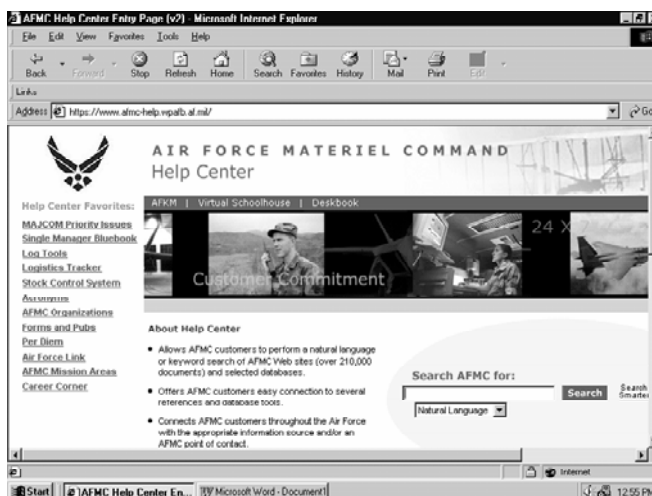 AFMC Help Center Entry Page (v2) - Microsoft Internet Explorer
File Edit View Favorites Tools Help
Back Forward Stop Refresh Home Search Favorites History Mail Print Edit
Links
Address https://www.afmc-help.wpafb.af.mil/ Go
AIR FORCE MATERIEL COMMAND
Help Center
AFKM | Virtual Schoolhouse | Deskbook
24 X 7
Customer Commitment
Help Center Favorites:
MAJCOM Priority Issues
Single Manager Bluebook
Log Tools
Logistics Tracker
Stock Control System
Acronyms
AFMC Organizations
Forms and Pubs
Per Diem
Air Force Link
AFMC Mission Areas
Career Corner
About Help Center
• Allows AFMC customers to perform a natural language
or keyword search of AFMC Web sites (over 210,000
documents) and selected databases.
• Offers AFMC customers easy connection to several
references and database tools.
• Connects AFMC customers throughout the Air Force
with the appropriate information source and/or an
AFMC point of contact.
Search AFMC for:
Search
Search Smarter
Natural Language
Internet
Start AFMC Help Center En... Microsoft Word - Document1 12:55 PM